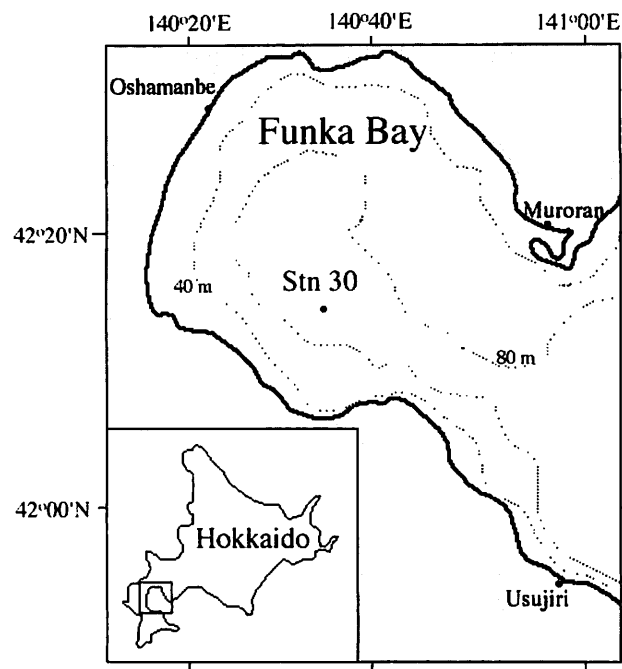 140°20'E 140°40'E 141°00'E
Oshamanbe
Funka Bay
Muroran
42°20'N
40 m
Stn 30
80 m
42°00'N
Hokkaido
Usujiri